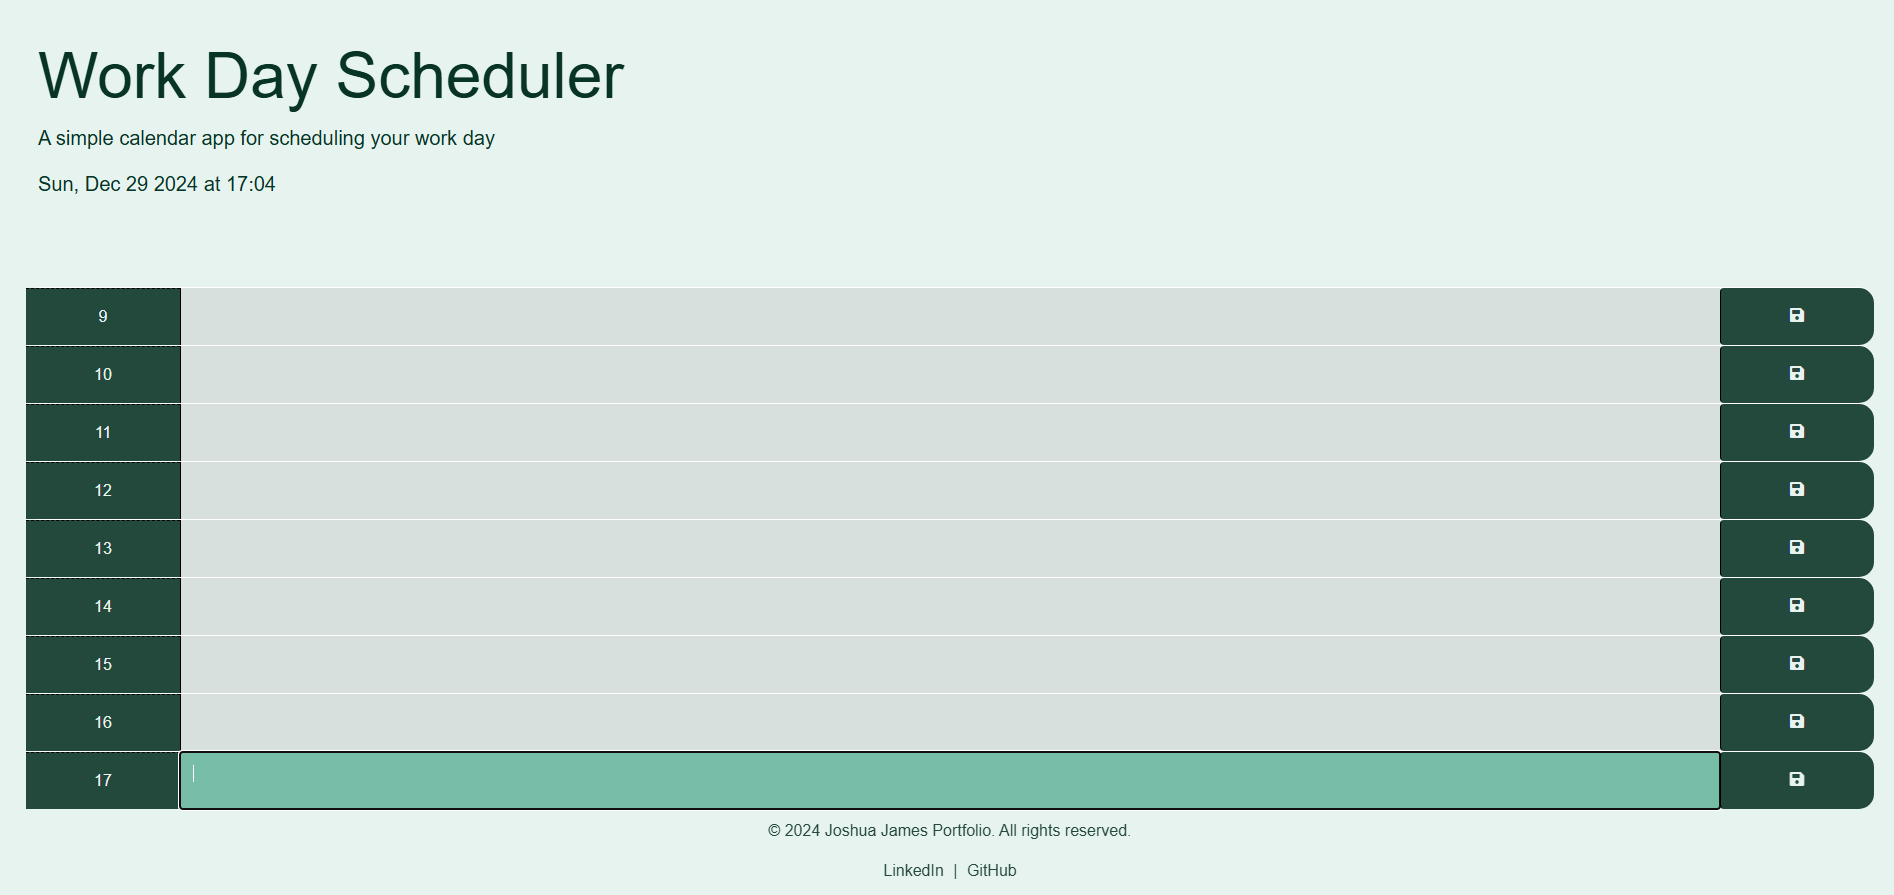 Work Day Scheduler
A simple calendar app for scheduling your work day
Sun, Dec 29 2024 at 17:04
9
10
11
12
13
14
15
16
17
© 2024 Joshua James Portfolio. All rights reserved.
LinkedIn | GitHub